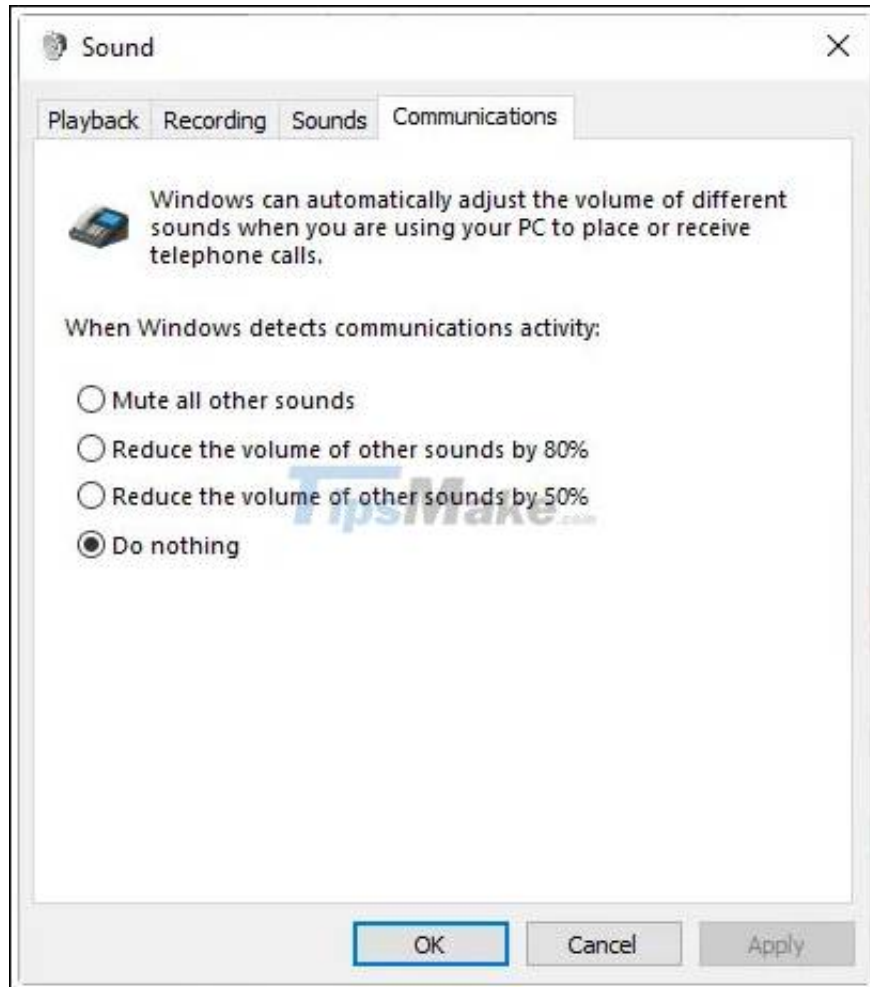 Sound
Playback Recording Sounds Communications
Windows can automatically adjust the volume of different
sounds when you are using your PC to place or receive
telephone calls.
When Windows detects communications activity:
Mute all other sounds
Reduce the volume of other sounds by 80%
Reduce the volume of other sounds by 50%
TipsMake.com
Do nothing
OK Cancel Apply